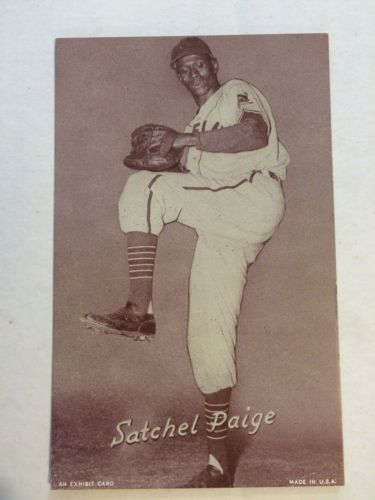 Satchel Paige
AN EXHIBIT CARD
MADE IN U.S.A.